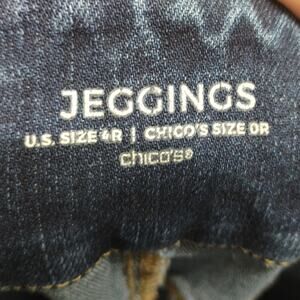 JEGGINGS
U.S. SIZE 4R | CHICO'S SIZE 0R
chico's®